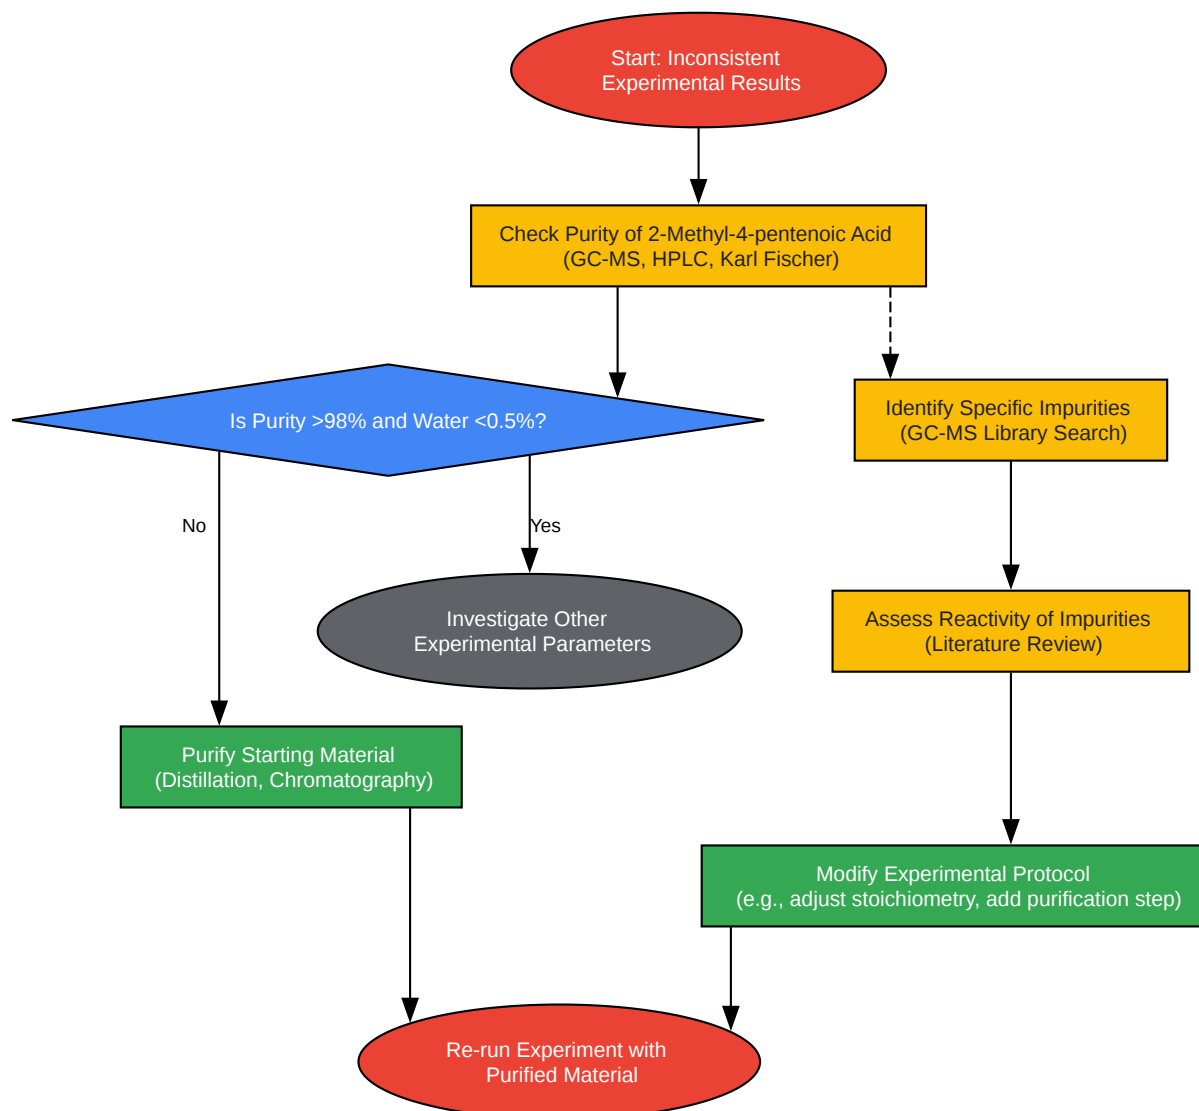 Start: Inconsistent
Experimental Results
Check Purity of 2-Methyl-4-pentenoic Acid
(GC-MS, HPLC, Karl Fischer)
Is Purity >98% and Water <0.5%?
Identify Specific Impurities
(GC-MS Library Search)
No
Yes
Investigate Other
Experimental Parameters
Assess Reactivity of Impurities
(Literature Review)
Purify Starting Material
(Distillation, Chromatography)
Modify Experimental Protocol
(e.g., adjust stoichiometry, add purification step)
Re-run Experiment with
Purified Material